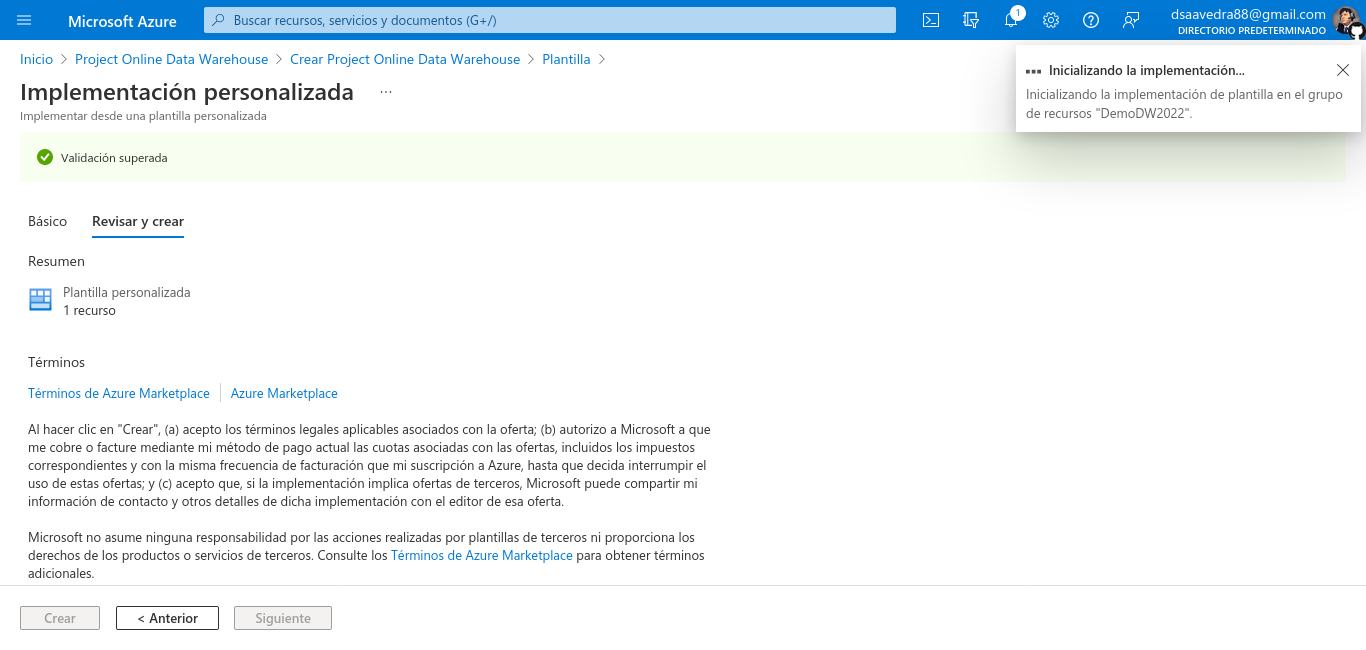 Microsoft Azure
Buscar recursos, servicios y documentos (G+/)
1
dsaavedra88@gmail.com
DIRECTORIO PREDETERMINADO
Inicio > Project Online Data Warehouse > Crear Project Online Data Warehouse > Plantilla >
Inicializando la implementación...
Inicializando la implementación de plantilla en el grupo
de recursos "DemoDW2022".
Implementación personalizada ...
Implementar desde una plantilla personalizada
Validación superada
Básico Revisar y crear
Resumen
Plantilla personalizada
1 recurso
Términos
Términos de Azure Marketplace | Azure Marketplace
Al hacer clic en "Crear", (a) acepto los términos legales aplicables asociados con la oferta; (b) autorizo a Microsoft a que
me cobre o facture mediante mi método de pago actual las cuotas asociadas con las ofertas, incluidos los impuestos
correspondientes y con la misma frecuencia de facturación que mi suscripción a Azure, hasta que decida interrumpir el
uso de estas ofertas; y (c) acepto que, si la implementación implica ofertas de terceros, Microsoft puede compartir mi
información de contacto y otros detalles de dicha implementación con el editor de esa oferta.
Microsoft no asume ninguna responsabilidad por las acciones realizadas por plantillas de terceros ni proporciona los
derechos de los productos o servicios de terceros. Consulte los Términos de Azure Marketplace para obtener términos
adicionales.
Crear < Anterior Siguiente